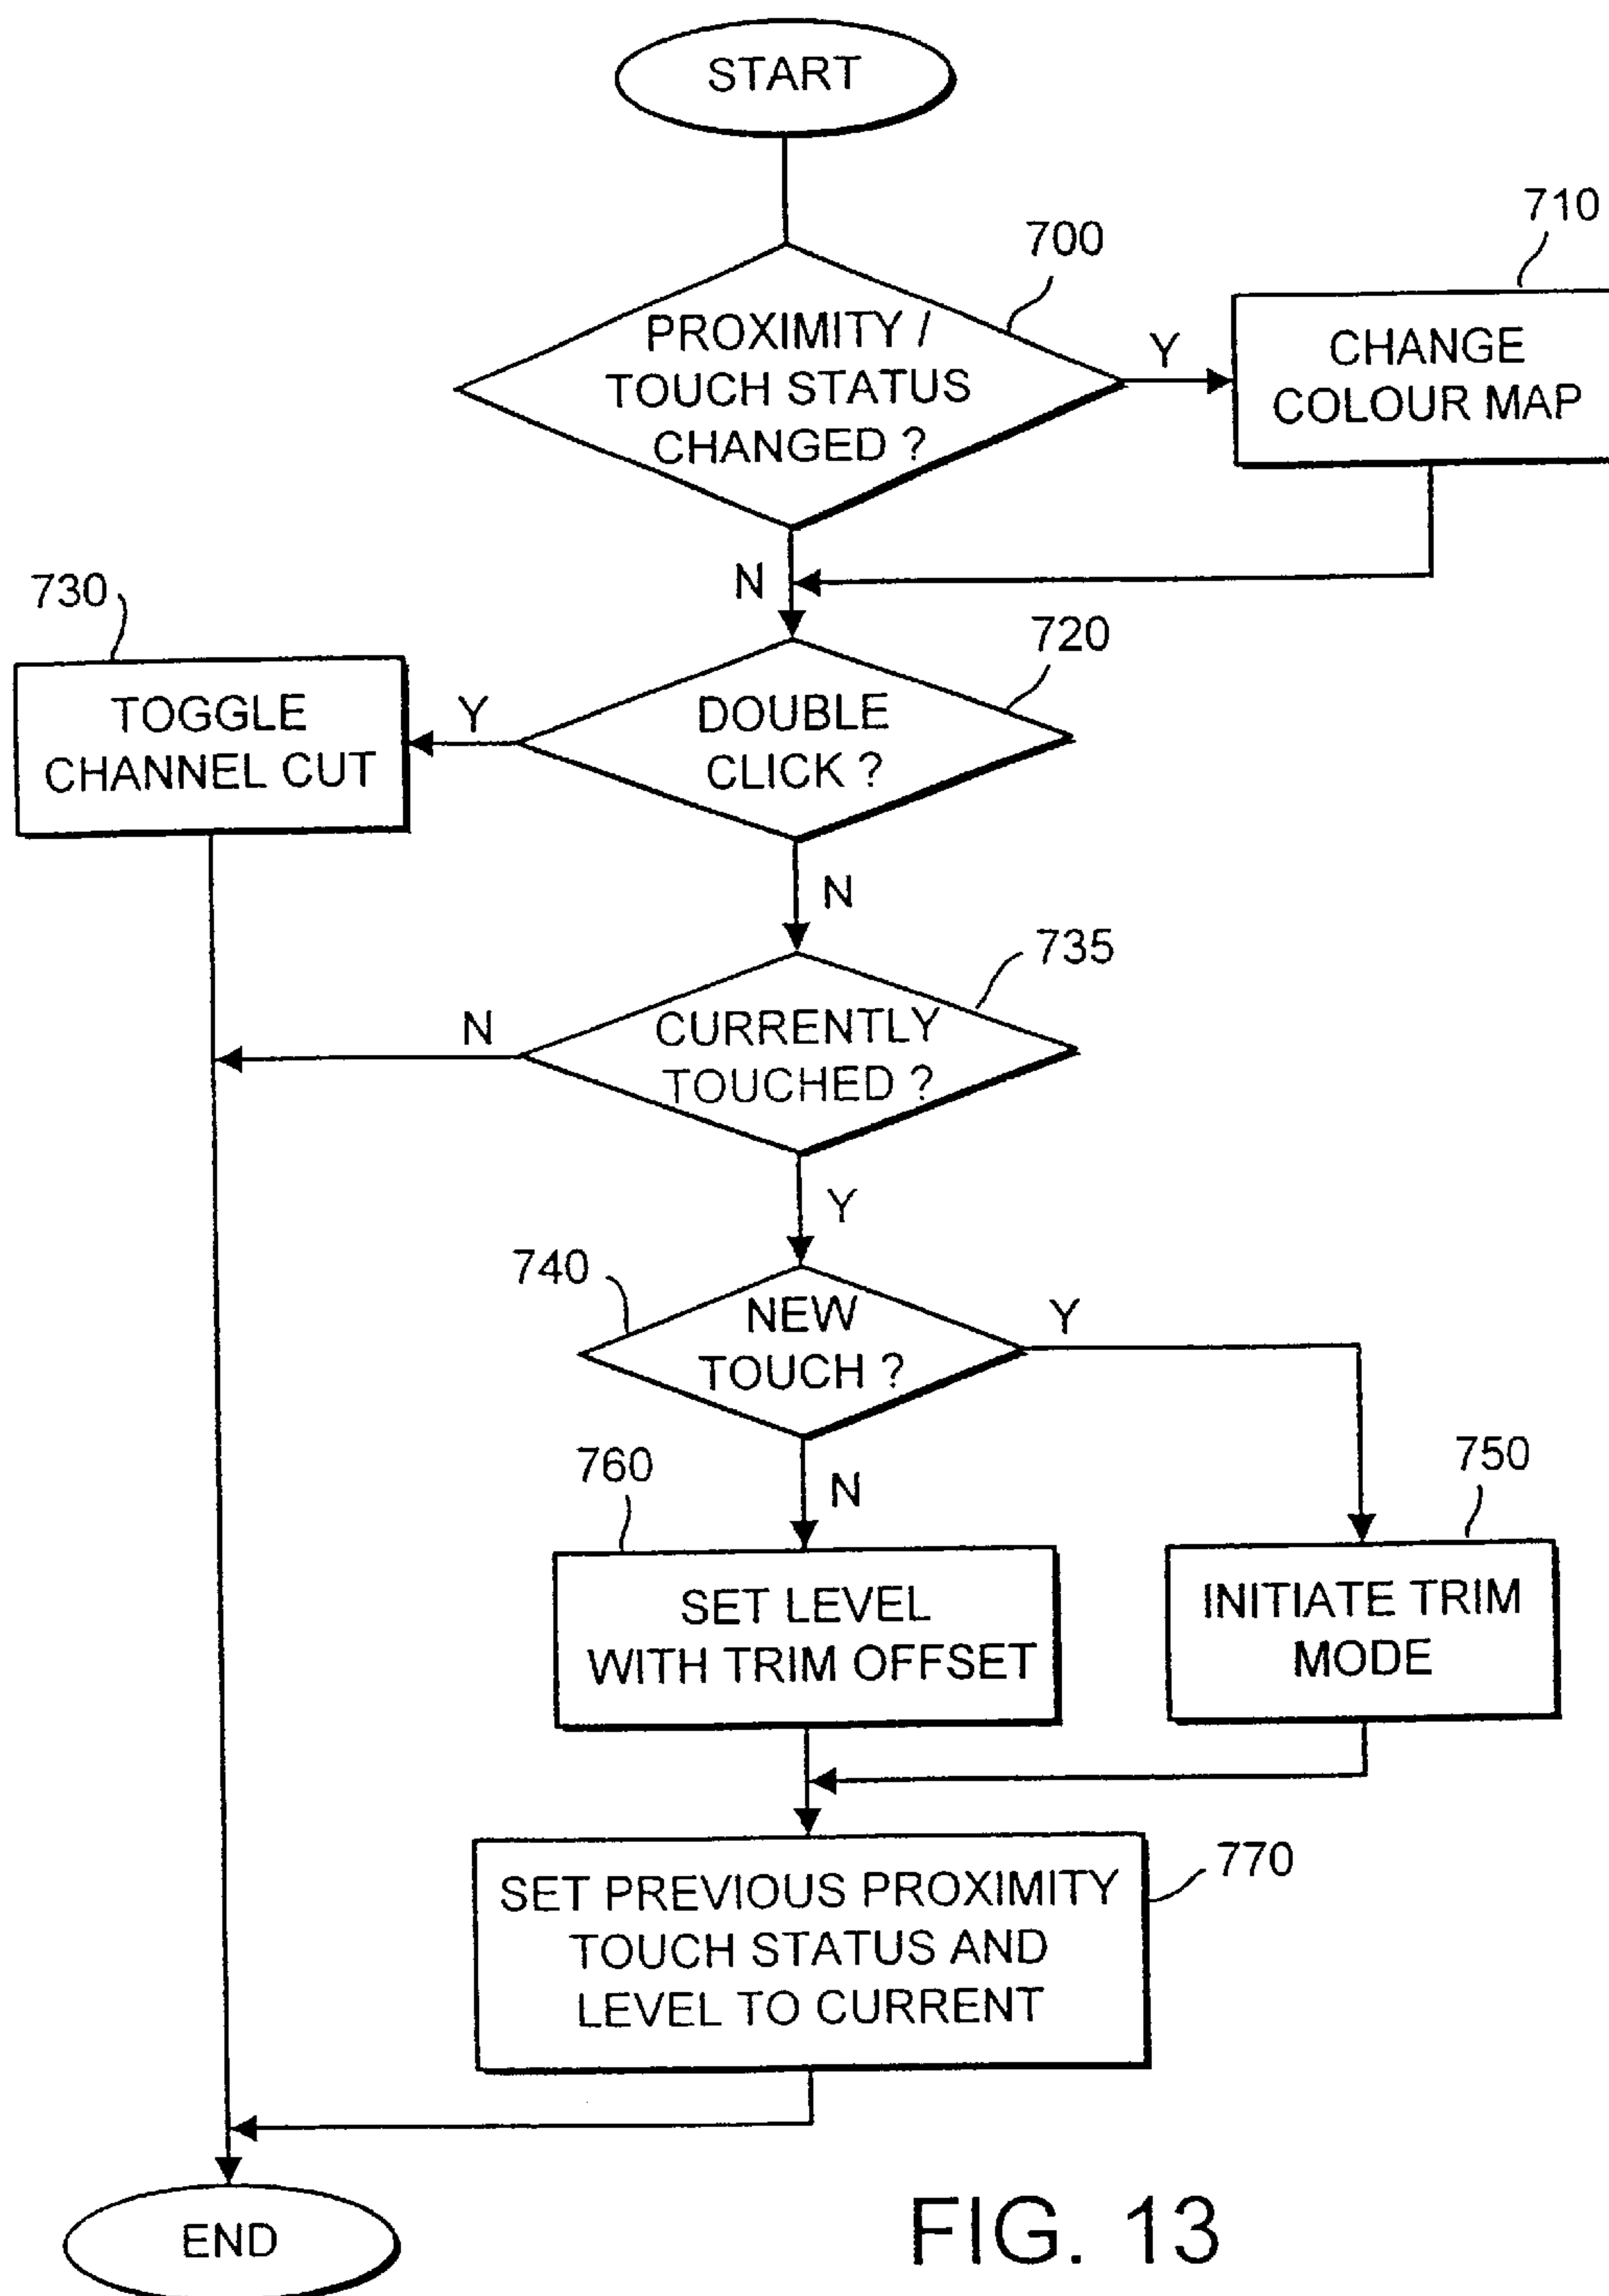 START
700
710
PROXIMITY /
TOUCH STATUS
CHANGED ?
Y
CHANGE
COLOUR MAP
N
730
720
TOGGLE
CHANNEL CUT
Y
DOUBLE
CLICK ?
N
735
N
CURRENTLY
TOUCHED ?
Y
740
NEW
TOUCH ?
Y
760
N
750
SET LEVEL
WITH TRIM OFFSET
INITIATE TRIM
MODE
770
SET PREVIOUS PROXIMITY
TOUCH STATUS AND
LEVEL TO CURRENT
END
FIG. 13